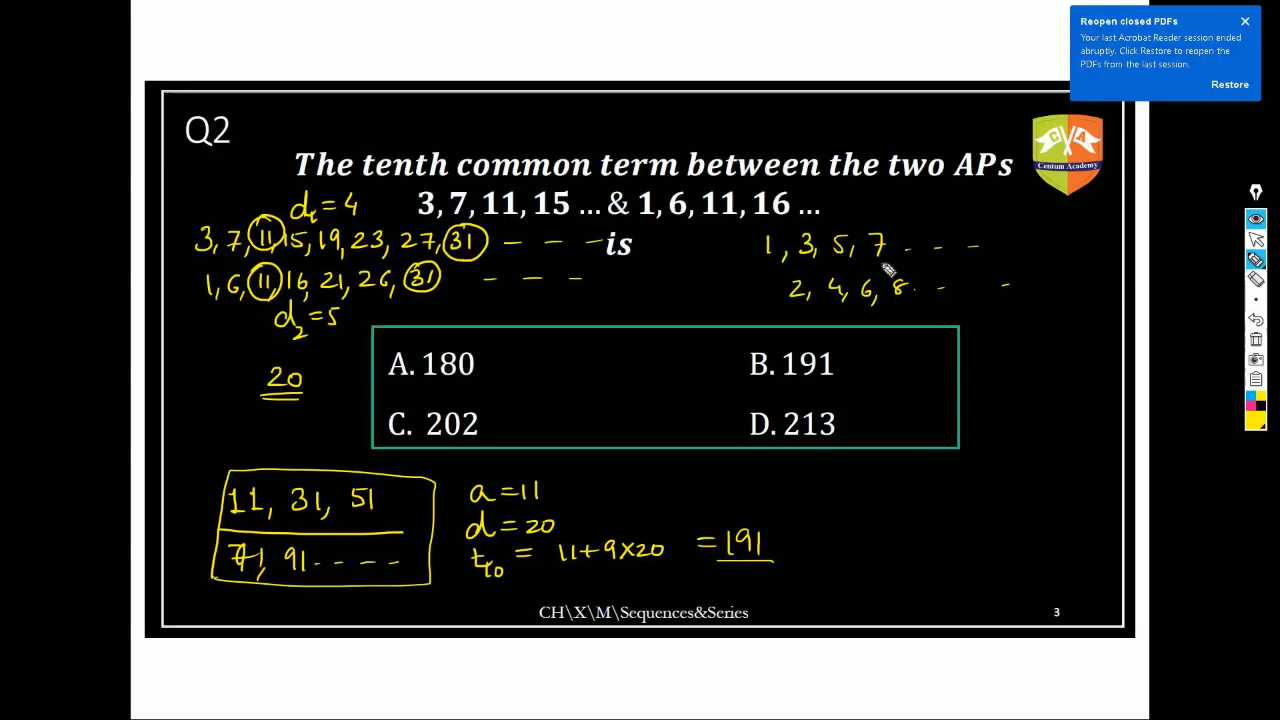 Reopen closed PDFs
Your last Acrobat Reader session ended
abruptly. Click Restore to reopen the
PDFs from the last session.
Restore
Q2
C A
Centum Academy
The tenth common term between the two APs
3, 7, 11, 15 ... & 1, 6, 11, 16 ...
is
d₁ = 4
3, 7, 11, 15, 19, 23, 27, 31 - - -
1, 6, 11, 16, 21, 26, 31 - - -
d₂ = 5
1, 3, 5, 7 - - -
2, 4, 6, 8 . - -
20
A. 180
B. 191
C. 202
D. 213
11, 31, 51
71, 91 - - - -
a = 11
d = 20
t₁₀ = 11 + 9 × 20 = 191
CH\X\M\Sequences&Series
3